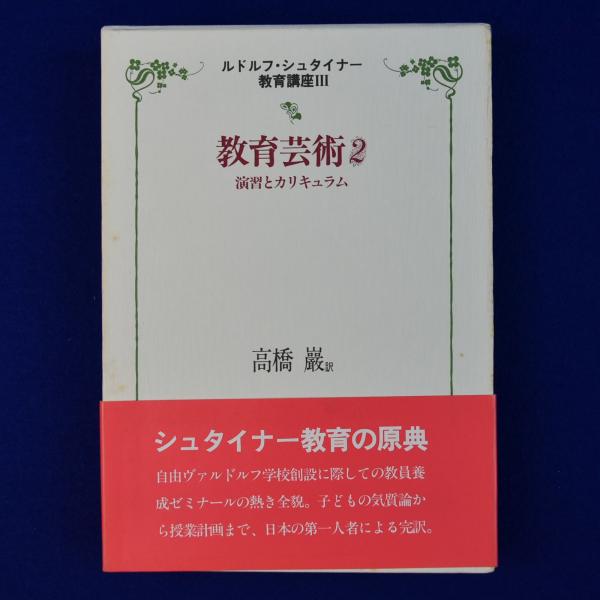 ルドルフ・シュタイナー
教育講座III
教育芸術2
演習とカリキュラム
高橋 巖訳
シュタイナー教育の原典
自由ヴァルドルフ学校創設に際しての教員養
成ゼミナールの熱き全貌。子どもの気質論か
ら授業計画まで、日本の第一人者による完訳。